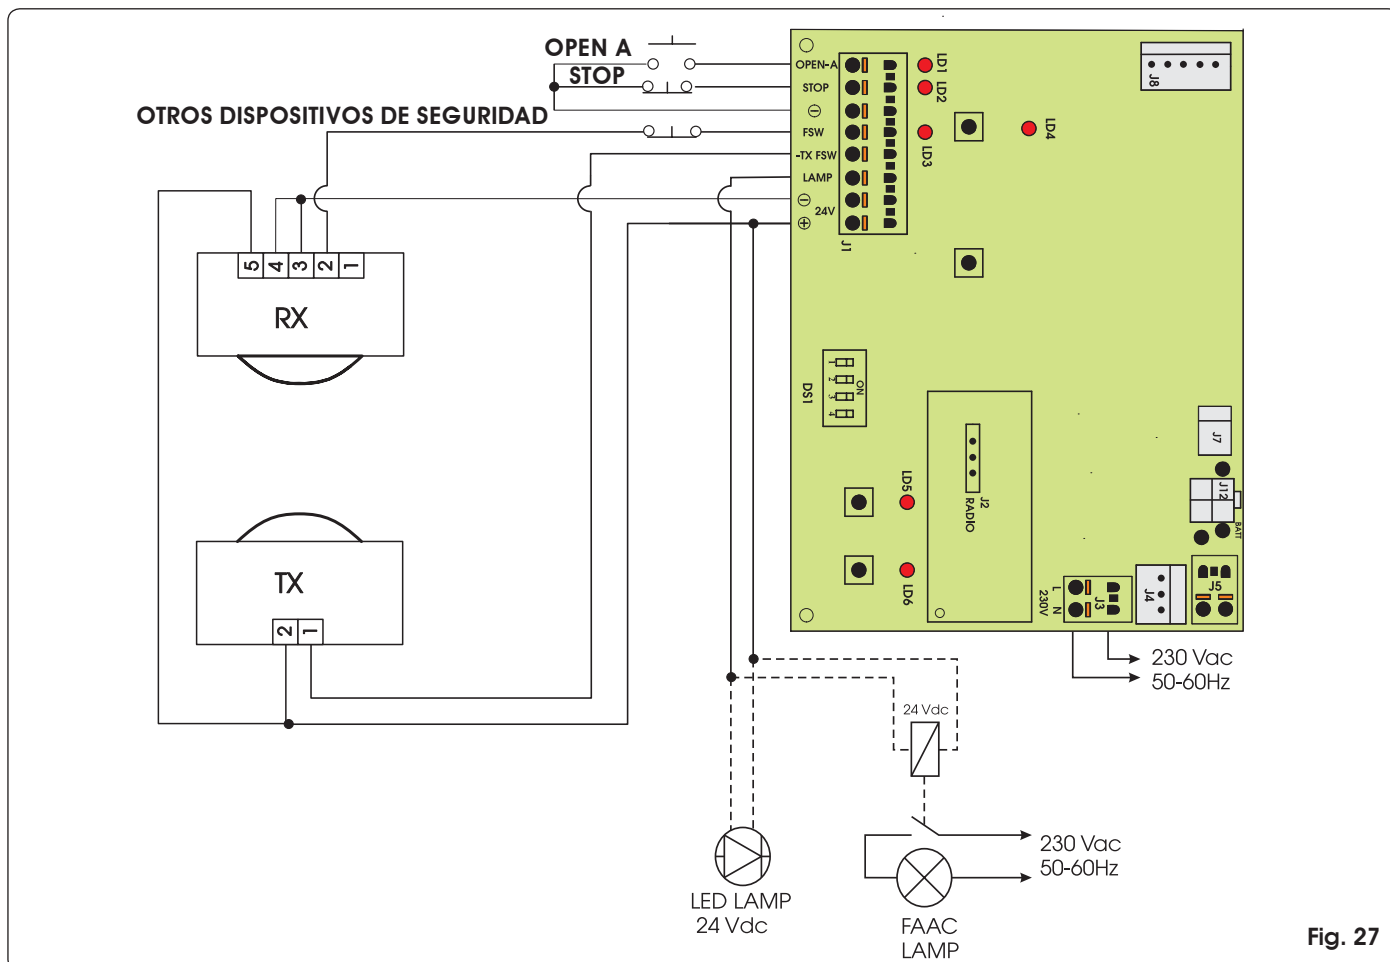 OPEN A
STOP
OTROS DISPOSITIVOS DE SEGURIDAD
OPEN-A
STOP
⊖
FSW
-TX FSW
LAMP
⊖
24V
⊕
J1
LD1
LD2
LD3
LD4
J8
5 4 3 2 1
RX
TX
2 1
DS1
1
2
3
4
ON
LD5
LD6
J2
RADIO
J7
J12
BATT
J5
J4
J3
L
N
230V
230 Vac
50-60Hz
24 Vdc
230 Vac
50-60Hz
LED LAMP
24 Vdc
FAAC
LAMP
Fig. 27